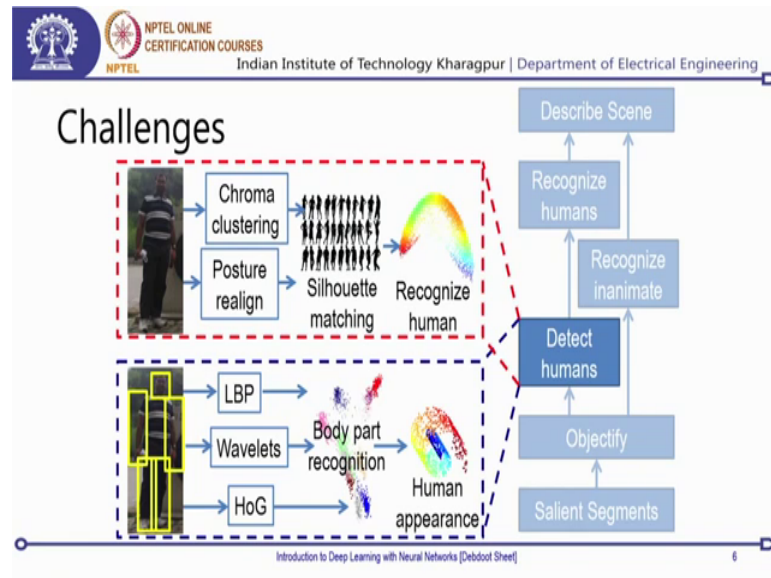 NPTEL ONLINE
CERTIFICATION COURSES
NPTEL
Indian Institute of Technology Kharagpur | Department of Electrical Engineering
Challenges
Chroma
clustering
Posture
realign
Silhouette
matching
Recognize
human
LBP
Wavelets
HoG
Body part
recognition
Human
appearance
Describe Scene
Recognize
humans
Recognize
inanimate
Detect
humans
Objectify
Salient Segments
Introduction to Deep Learning with Neural Networks [Debdoot Sheet]
6